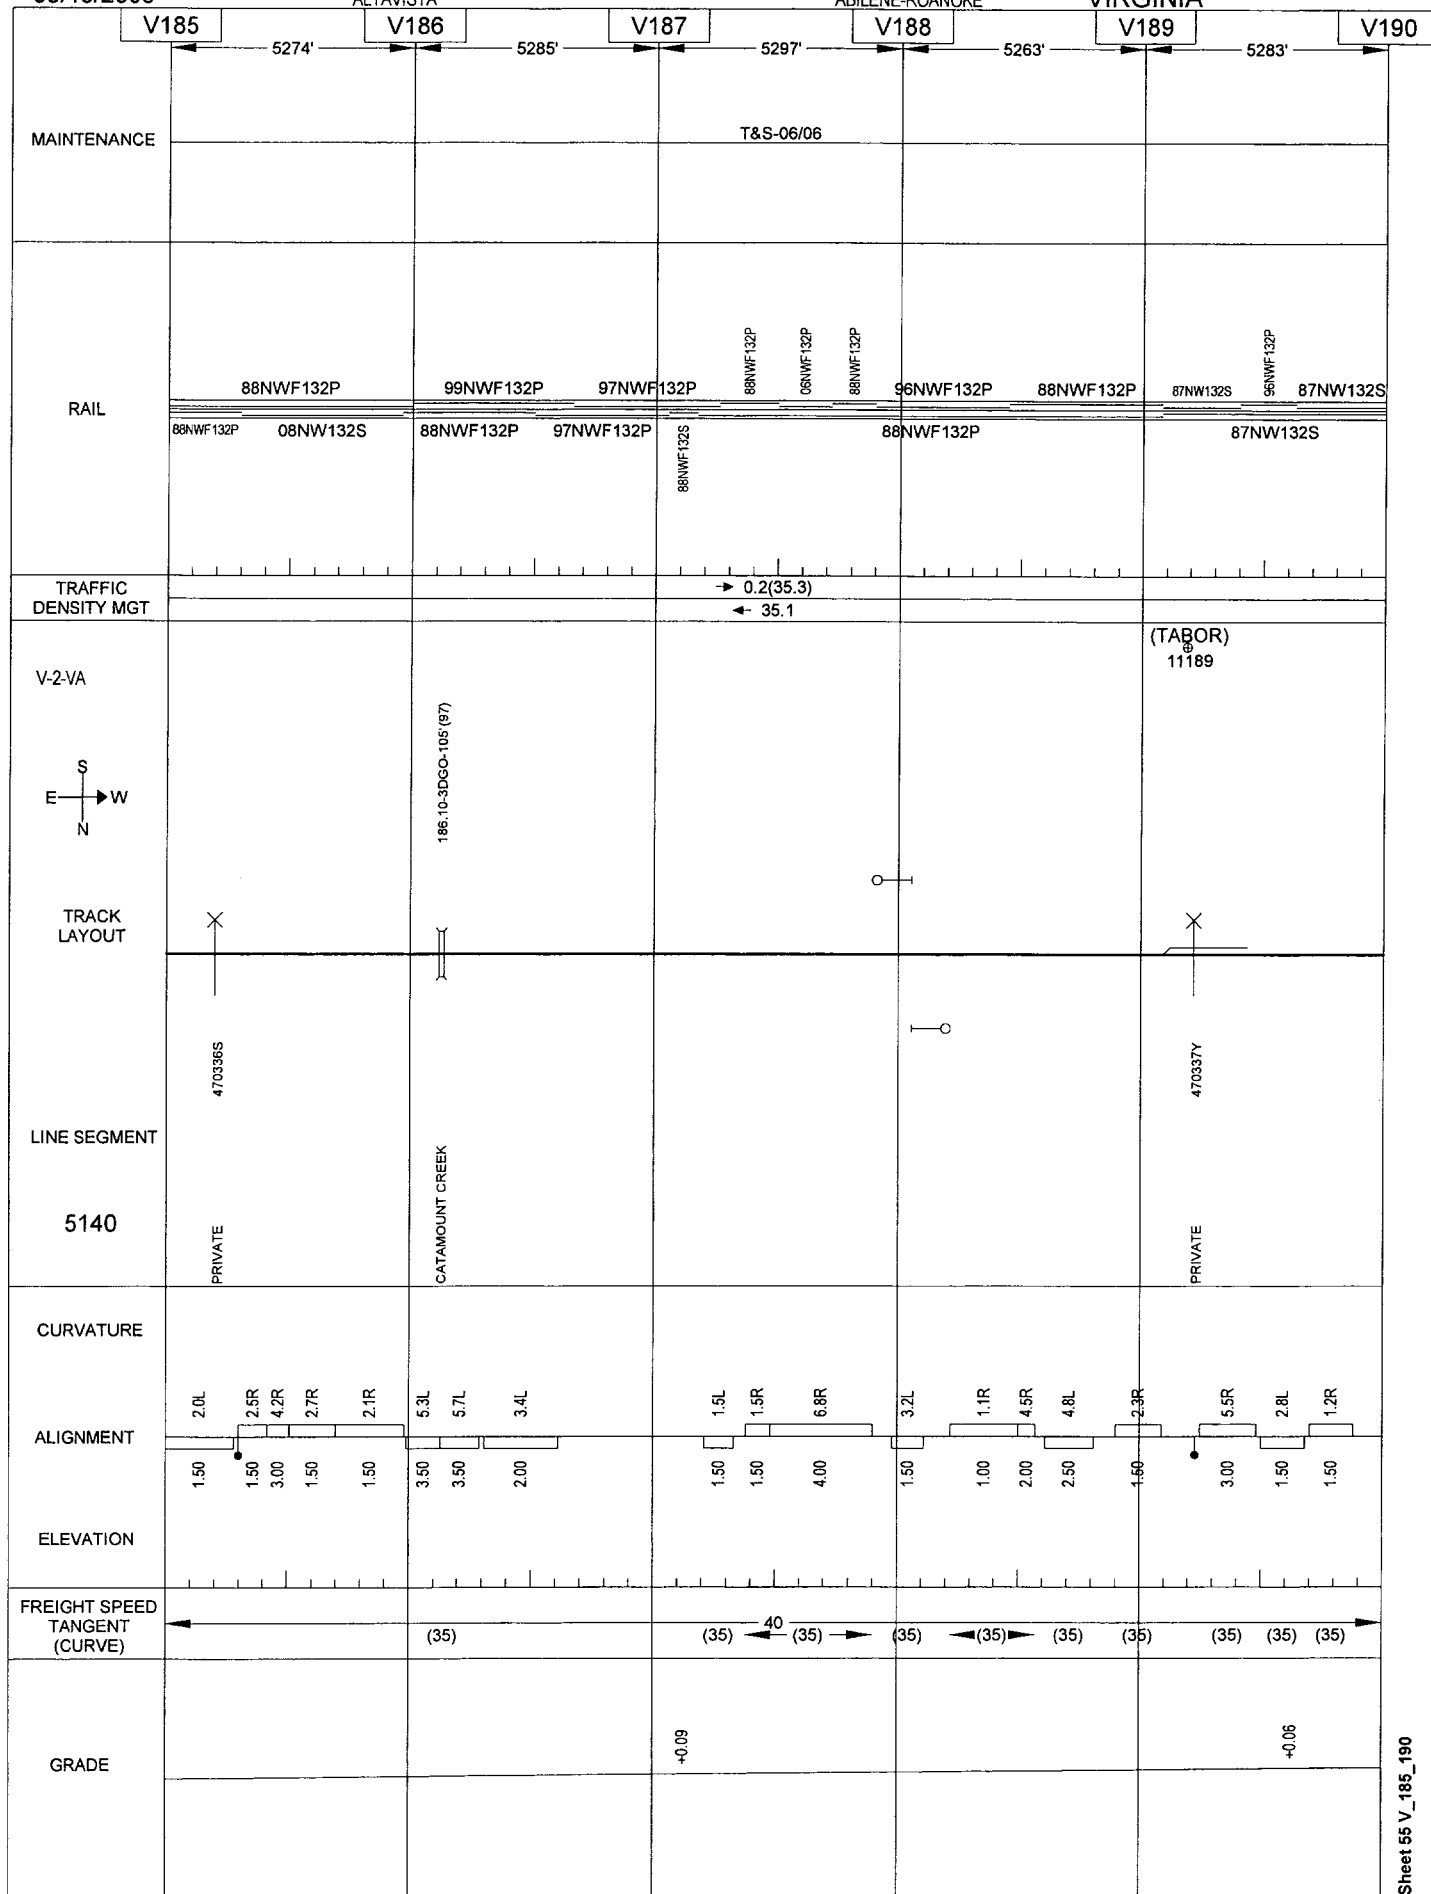 ALTAVISTA ABILENE-ROANOKE VIRGINIA
V185 V186 V187 V188 V189 V190
5274' 5285' 5297' 5263' 5283'
MAINTENANCE T&S-06/06
88NWF132P 06NWF132P 88NWF132P 96NWF132P
88NWF132P 99NWF132P 97NWF132P 96NWF132P 88NWF132P 87NW132S 87NW132S
RAIL
88NWF132P 08NW132S 88NWF132P 97NWF132P 88NWF132S 88NWF132P 87NW132S
TRAFFIC
DENSITY MGT
0.2(35.3)
35.1
(TABOR)
11189
V-2-VA
186.10-3DGO-105'(97)
S
E W
N
TRACK
LAYOUT
470336S 470337Y
LINE SEGMENT
5140
PRIVATE CATAMOUNT CREEK PRIVATE
CURVATURE
2.0L 2.5R 4.2R 2.7R 2.1R 5.3L 5.7L 3.4L 1.5L 1.5R 6.8R 3.2L 1.1R 4.5R 4.8L 2.3R 5.5R 2.8L 1.2R
ALIGNMENT
1.50 1.50 3.00 1.50 1.50 3.50 3.50 2.00 1.50 1.50 4.00 1.50 1.00 2.00 2.50 1.50 3.00 1.50 1.50
ELEVATION
FREIGHT SPEED
TANGENT
(CURVE)
40
(35) (35) (35) (35) (35) (35) (35) (35) (35) (35)
GRADE
+0.09 +0.06
Sheet 55 V_185_190